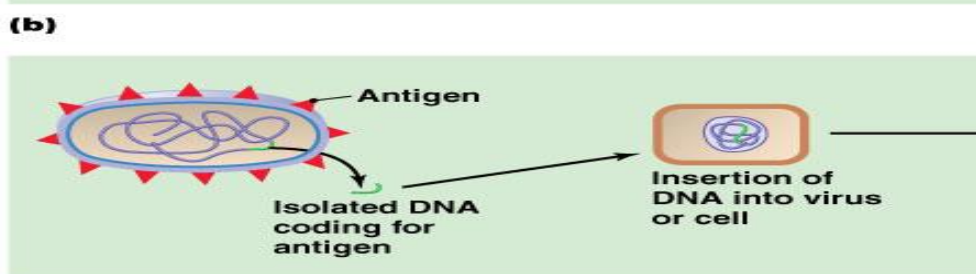 (b)
Antigen
Isolated DNA
coding for
antigen
Insertion of
DNA into virus
or cell